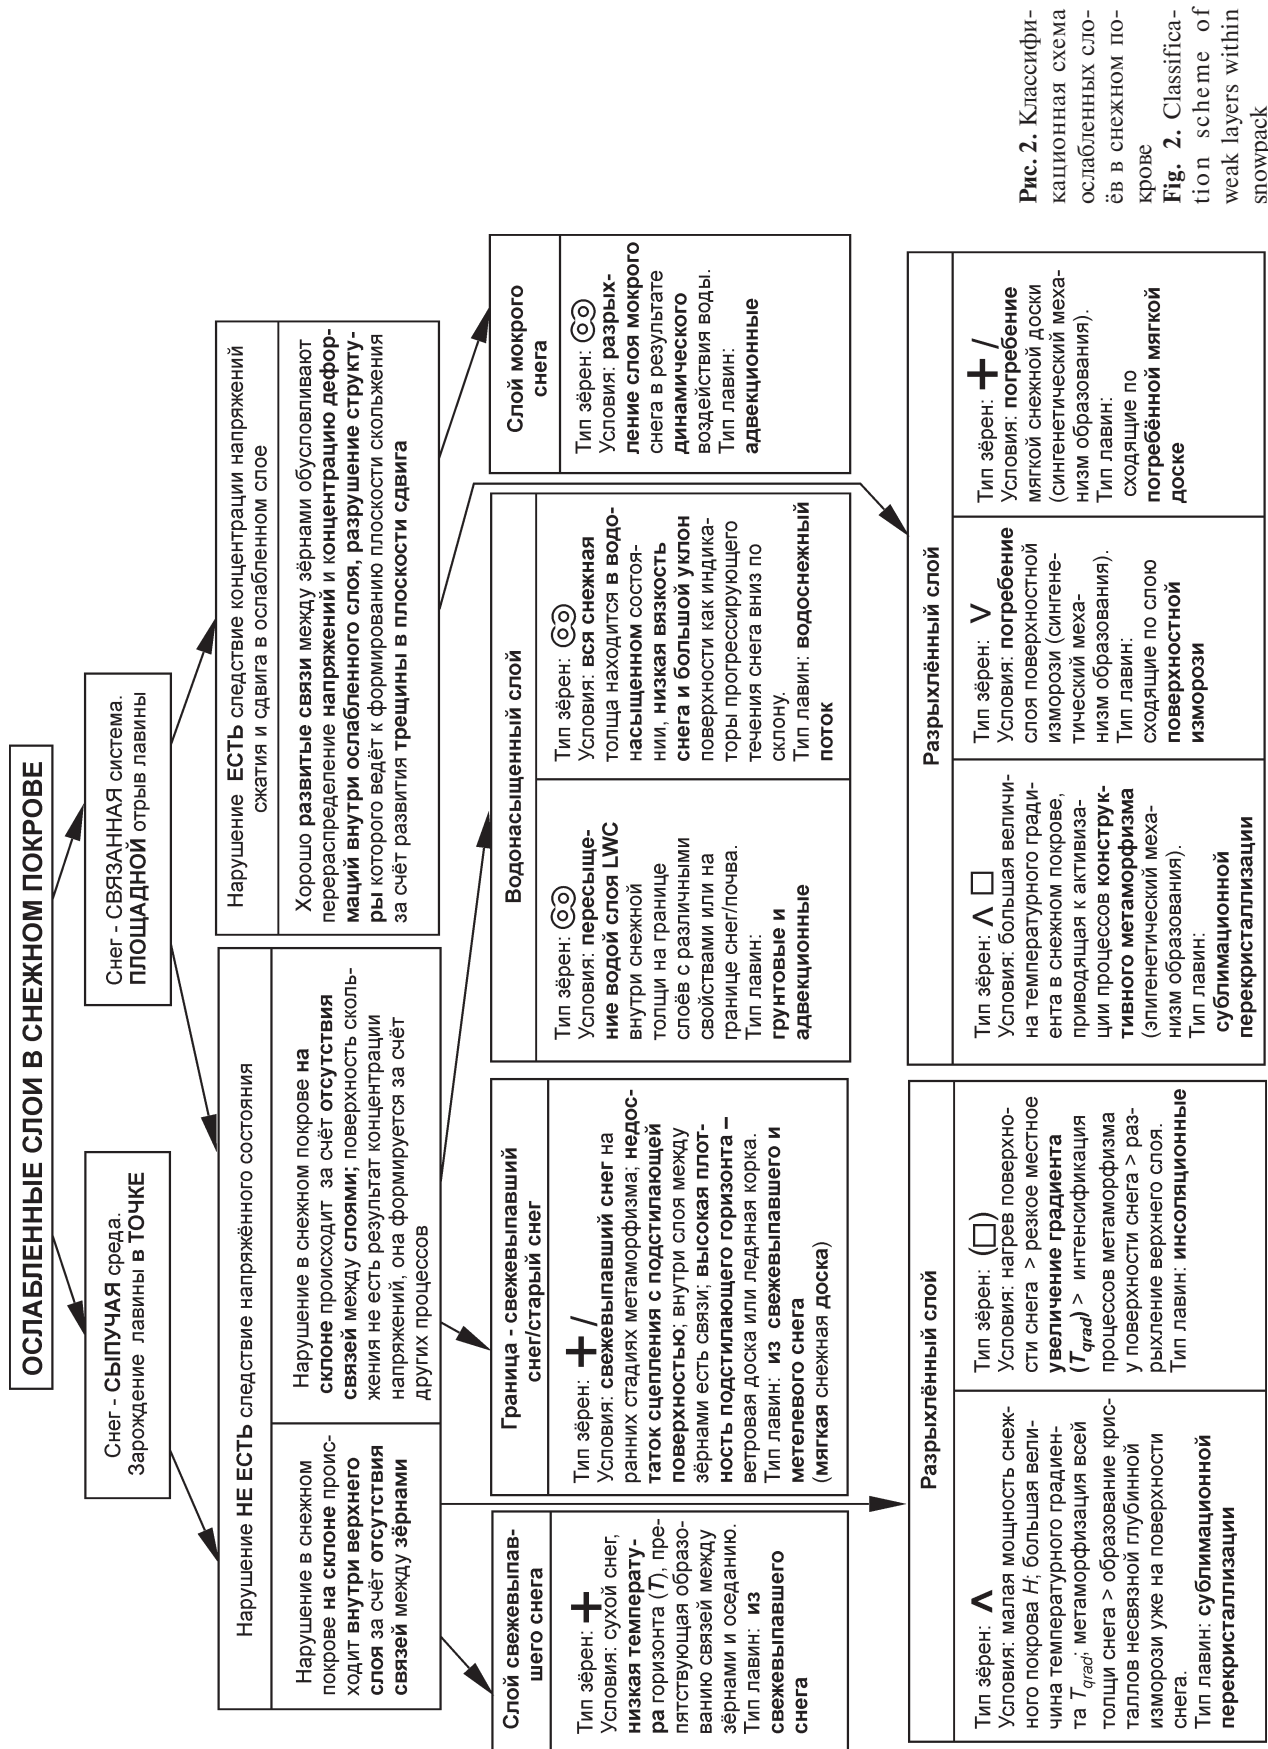 ОСЛАБЛЕННЫЕ СЛОИ В СНЕЖНОМ ПОКРОВЕ
Снег - СЫПУЧАЯ среда.
Зарождение лавины в ТОЧКЕ
Снег - СВЯЗАННАЯ система.
ПЛОЩАДНОЙ отрыв лавины
Нарушение НЕ ЕСТЬ следствие напряжённого состояния
Нарушение в снежном
покрове на склоне проис-
ходит внутри верхнего
слоя за счёт отсутствия
связей между зёрнами
Нарушение в снежном покрове на
склоне происходит за счёт отсутствия
связей между слоями; поверхность сколь-
жения не есть результат концентрации
напряжений, она формируется за счёт
других процессов
Нарушение ЕСТЬ следствие концентрации напряжений
сжатия и сдвига в ослабленном слое
Хорошо развитые связи между зёрнами обусловливают
перераспределение напряжений и концентрацию дефор-
маций внутри ослабленного слоя, разрушение структу-
ры которого ведёт к формированию плоскости скольжения
за счёт развития трещины в плоскости сдвига
Слой свежевыпав-
шего снега
Тип зёрен: +
Условия: сухой снег,
низкая температу-
ра горизонта (T), пре-
пятствующая образо-
ванию связей между
зёрнами и оседанию.
Тип лавин: из
свежевыпавшего
снега
Граница - свежевыпавший
снег/старый снег
Тип зёрен: + /
Условия: свежевыпавший снег на
ранних стадиях метаморфизма; недос-
таток сцепления с подстилающей
поверхностью; внутри слоя между
зёрнами есть связи; высокая плот-
ность подстилающего горизонта –
ветровая доска или ледяная корка.
Тип лавин: из свежевыпавшего и
метелевого снега
(мягкая снежная доска)
Водонасыщенный слой
Тип зёрен:
Условия: пересыще-
ние водой слоя LWC
внутри снежной
толщи на границе
слоёв с различными
свойствами или на
границе снег/почва.
Тип лавин:
грунтовые и
адвекционные
Тип зёрен:
Условия: вся снежная
толща находится в водо-
насыщенном состоя-
нии, низкая вязкость
снега и большой уклон
поверхности как индика-
торы прогрессирующего
течения снега вниз по
склону.
Тип лавин: водоснежный
поток
Слой мокрого
снега
Тип зёрен:
Условия: разрых-
ление слоя мокрого
снега в результате
динамического
воздействия воды.
Тип лавин:
адвекционные
Разрыхлённый слой
Тип зёрен: Λ
Условия: малая мощность снеж-
ного покрова H; большая вели-
чина температурного градиен-
та Tqrad; метаморфизация всей
толщи снега > образование крис-
таллов несвязной глубинной
изморози уже на поверхности
снега.
Тип лавин: сублимационной
перекристаллизации
Тип зёрен: (□)
Условия: нагрев поверхно-
сти снега > резкое местное
увеличение градиента
(Tqrad) > интенсификация
процессов метаморфизма
у поверхности снега > раз-
рыхление верхнего слоя.
Тип лавин: инсоляционные
Разрыхлённый слой
Тип зёрен: Λ □
Условия: большая величи-
на температурного гради-
ента в снежном покрове,
приводящая к активиза-
ции процессов конструк-
тивного метаморфизма
(эпигенетический меха-
низм образования).
Тип лавин:
сублимационной
перекристаллизации
Тип зёрен: V
Условия: погребение
слоя поверхностной
изморози (сингене-
тический меха-
низм образования).
Тип лавин:
сходящие по слою
поверхностной
изморози
Тип зёрен: + /
Условия: погребение
мягкой снежной доски
(сингенетический меха-
низм образования).
Тип лавин:
сходящие по
погребённой мягкой
доске
Рис. 2. Классифи-
кационная схема
ослабленных сло-
ёв в снежном по-
крове
Fig. 2. Classifica-
tion scheme of
weak layers within
snowpack